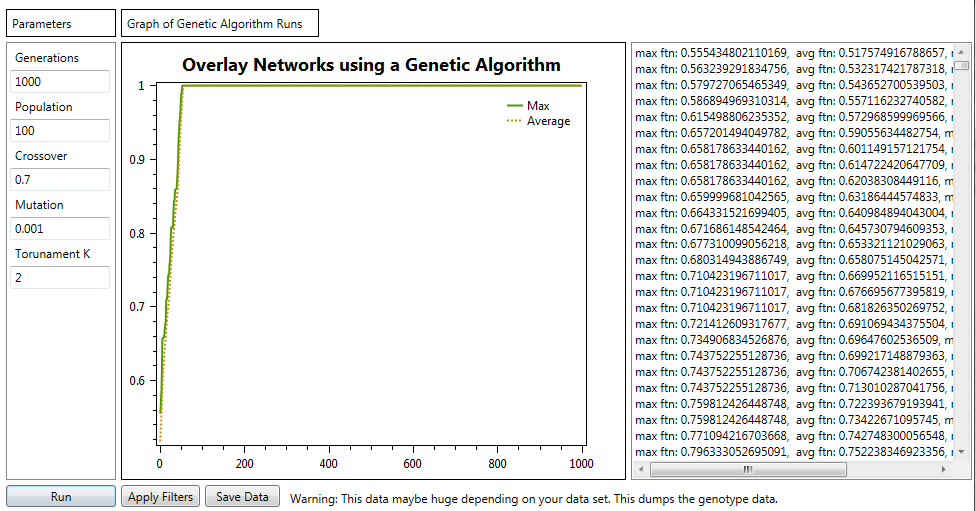 Parameters
Graph of Genetic Algorithm Runs
Generations
1000
Population
100
Crossover
0.7
Mutation
0.001
Torunament K
2
Overlay Networks using a Genetic Algorithm
Max
Average
1
0.9
0.8
0.7
0.6
0
200
400
600
800
1000
max ftn: 0.555434802110169, avg ftn: 0.517574916788657, r
max ftn: 0.563239291834756, avg ftn: 0.532317421787318, r
max ftn: 0.579727065465349, avg ftn: 0.543652700539503, r
max ftn: 0.586894969310314, avg ftn: 0.557116232740582, r
max ftn: 0.615498806235352, avg ftn: 0.572968599969566, r
max ftn: 0.657201494049782, avg ftn: 0.59055634482754, m
max ftn: 0.658178633440162, avg ftn: 0.601149157121754, r
max ftn: 0.658178633440162, avg ftn: 0.614722420647709, r
max ftn: 0.658178633440162, avg ftn: 0.62038308449116, m
max ftn: 0.659999681042565, avg ftn: 0.63186444574833, m
max ftn: 0.664331521699405, avg ftn: 0.640984894043004, r
max ftn: 0.671686148542464, avg ftn: 0.645730794609353, r
max ftn: 0.677310099056218, avg ftn: 0.653321121029063, r
max ftn: 0.680314943886749, avg ftn: 0.658075145042571, r
max ftn: 0.710423196711017, avg ftn: 0.669952116515151, r
max ftn: 0.710423196711017, avg ftn: 0.676695677395819, r
max ftn: 0.710423196711017, avg ftn: 0.681826350269752, r
max ftn: 0.721412609317677, avg ftn: 0.691069434375504, r
max ftn: 0.734906834526876, avg ftn: 0.69647602536509, m
max ftn: 0.743752255128736, avg ftn: 0.699217148879363, r
max ftn: 0.743752255128736, avg ftn: 0.706742381402655, r
max ftn: 0.743752255128736, avg ftn: 0.713010287041756, r
max ftn: 0.759812426448748, avg ftn: 0.722393679193941, r
max ftn: 0.759812426448748, avg ftn: 0.73422671095745, m
max ftn: 0.771094216703668, avg ftn: 0.742748300056548, r
max ftn: 0.796333052695091, avg ftn: 0.752238346923356, r
Run
Apply Filters
Save Data
Warning: This data maybe huge depending on your data set. This dumps the genotype data.